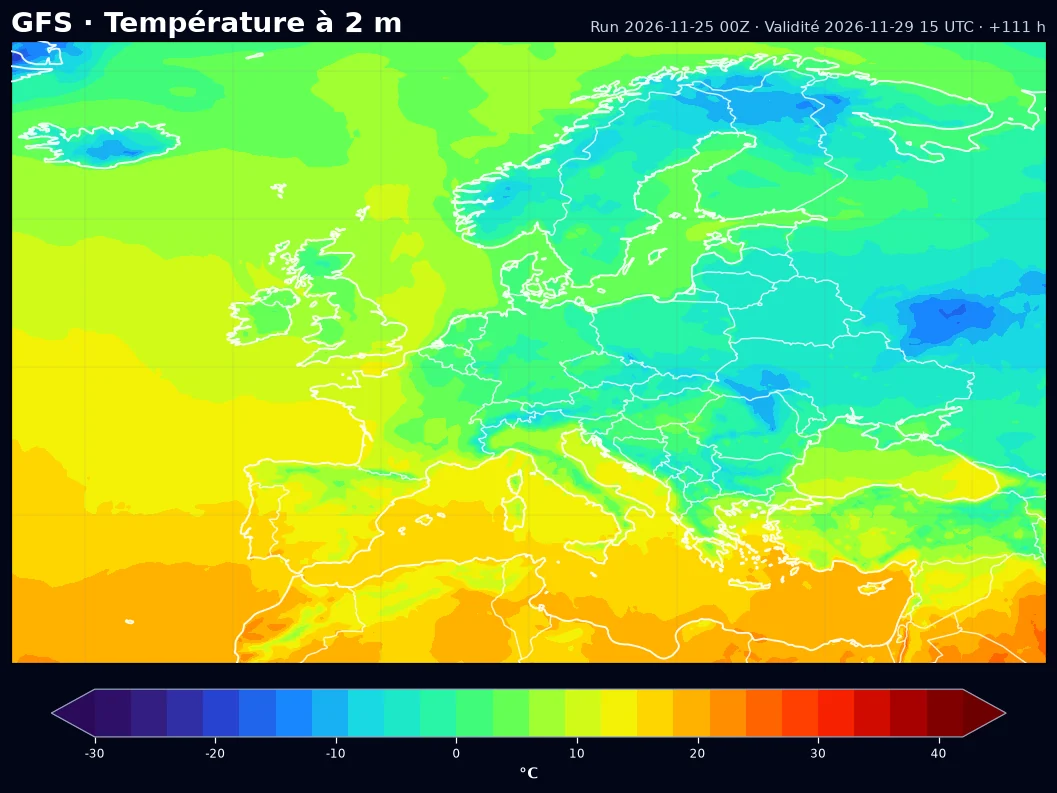 GFS · Température à 2 m
Run 2026-11-25 00Z · Validité 2026-11-29 15 UTC · +111 h
-30 -20 -10 0 10 20 30 40
°C